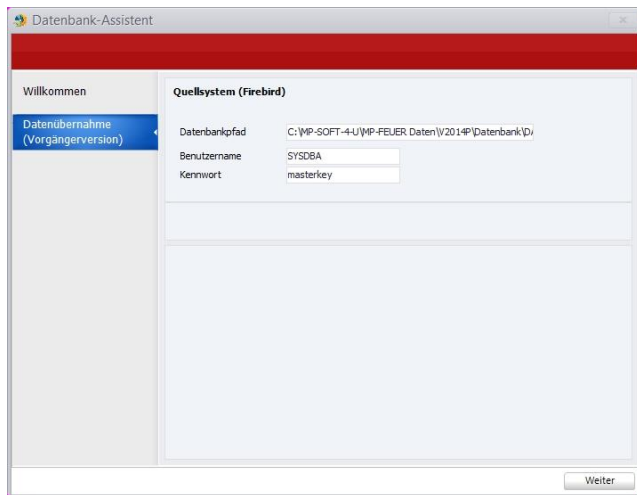 Datenbank-Assistent
Willkommen
Datenübernahme
(Vorgängerversion)
Quellsystem (Firebird)
Datenbankpfad C:\MP-SOFT-4-U\MP-FEUER Daten\V2014P\Datenbank\DA
Benutzername SYSDBA
Kennwort masterkey
Weiter